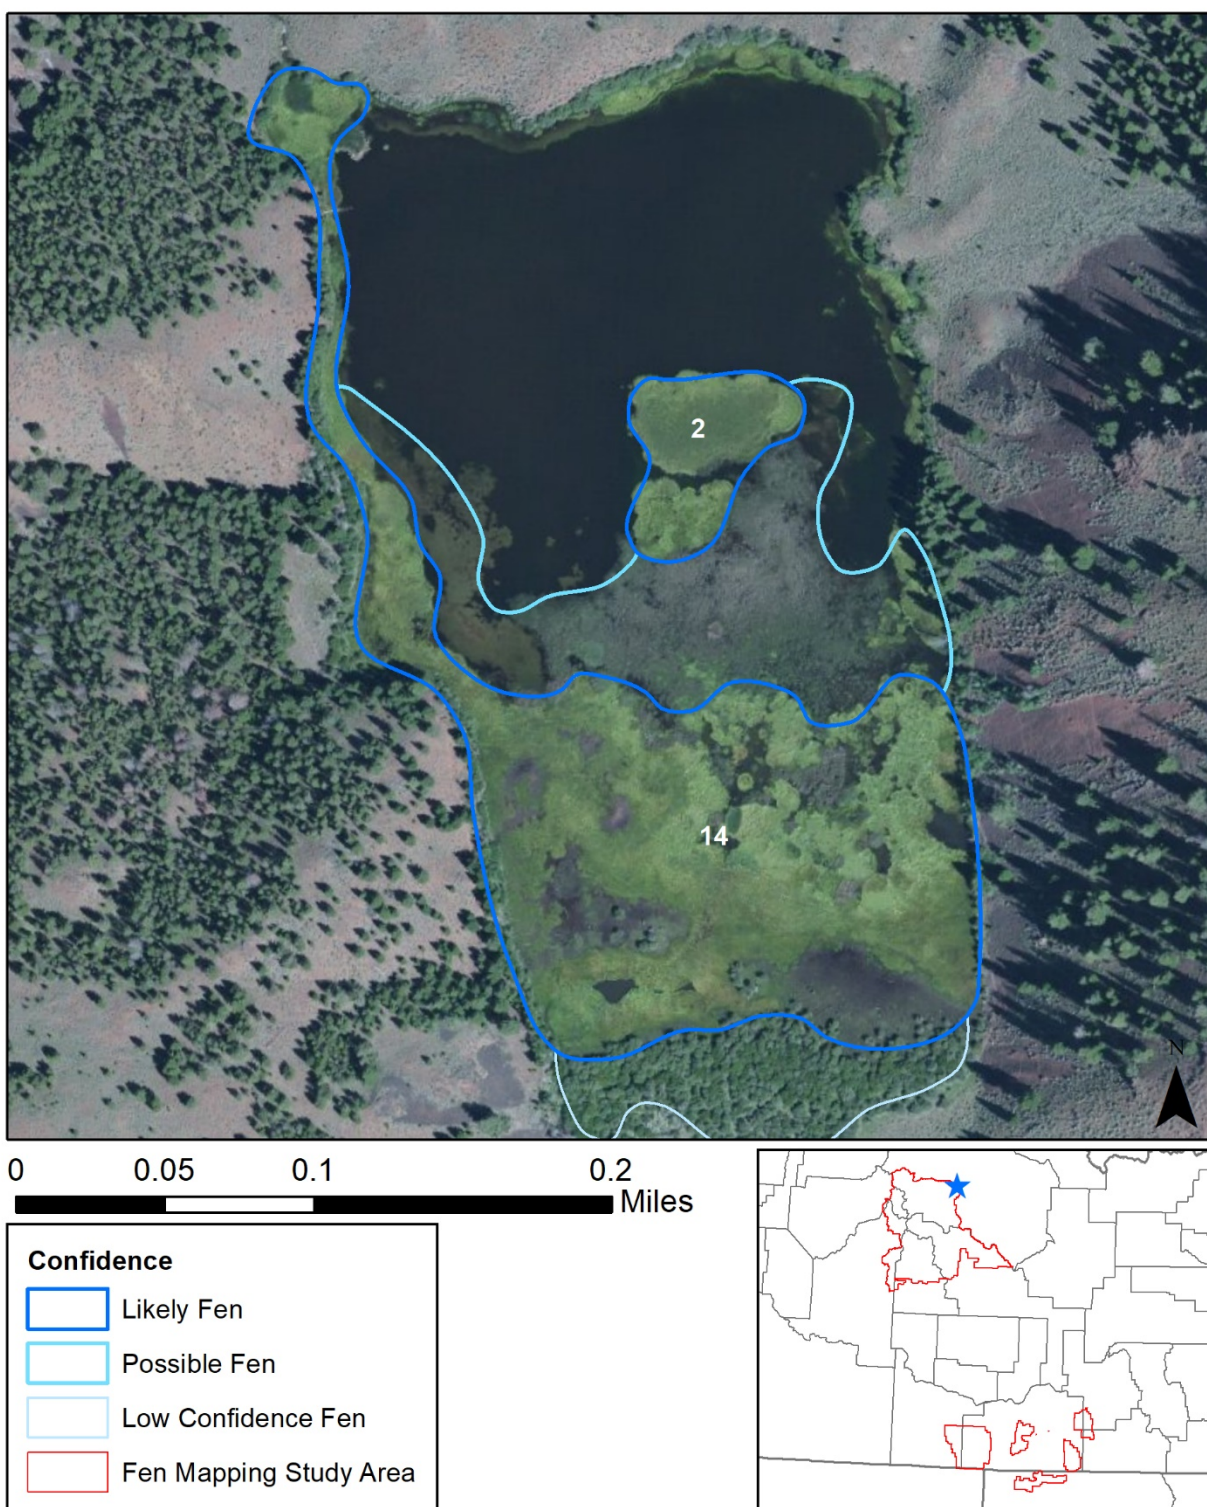 2
14
N
0 0.05 0.1 0.2
Miles
Confidence
Likely Fen
Possible Fen
Low Confidence Fen
Fen Mapping Study Area